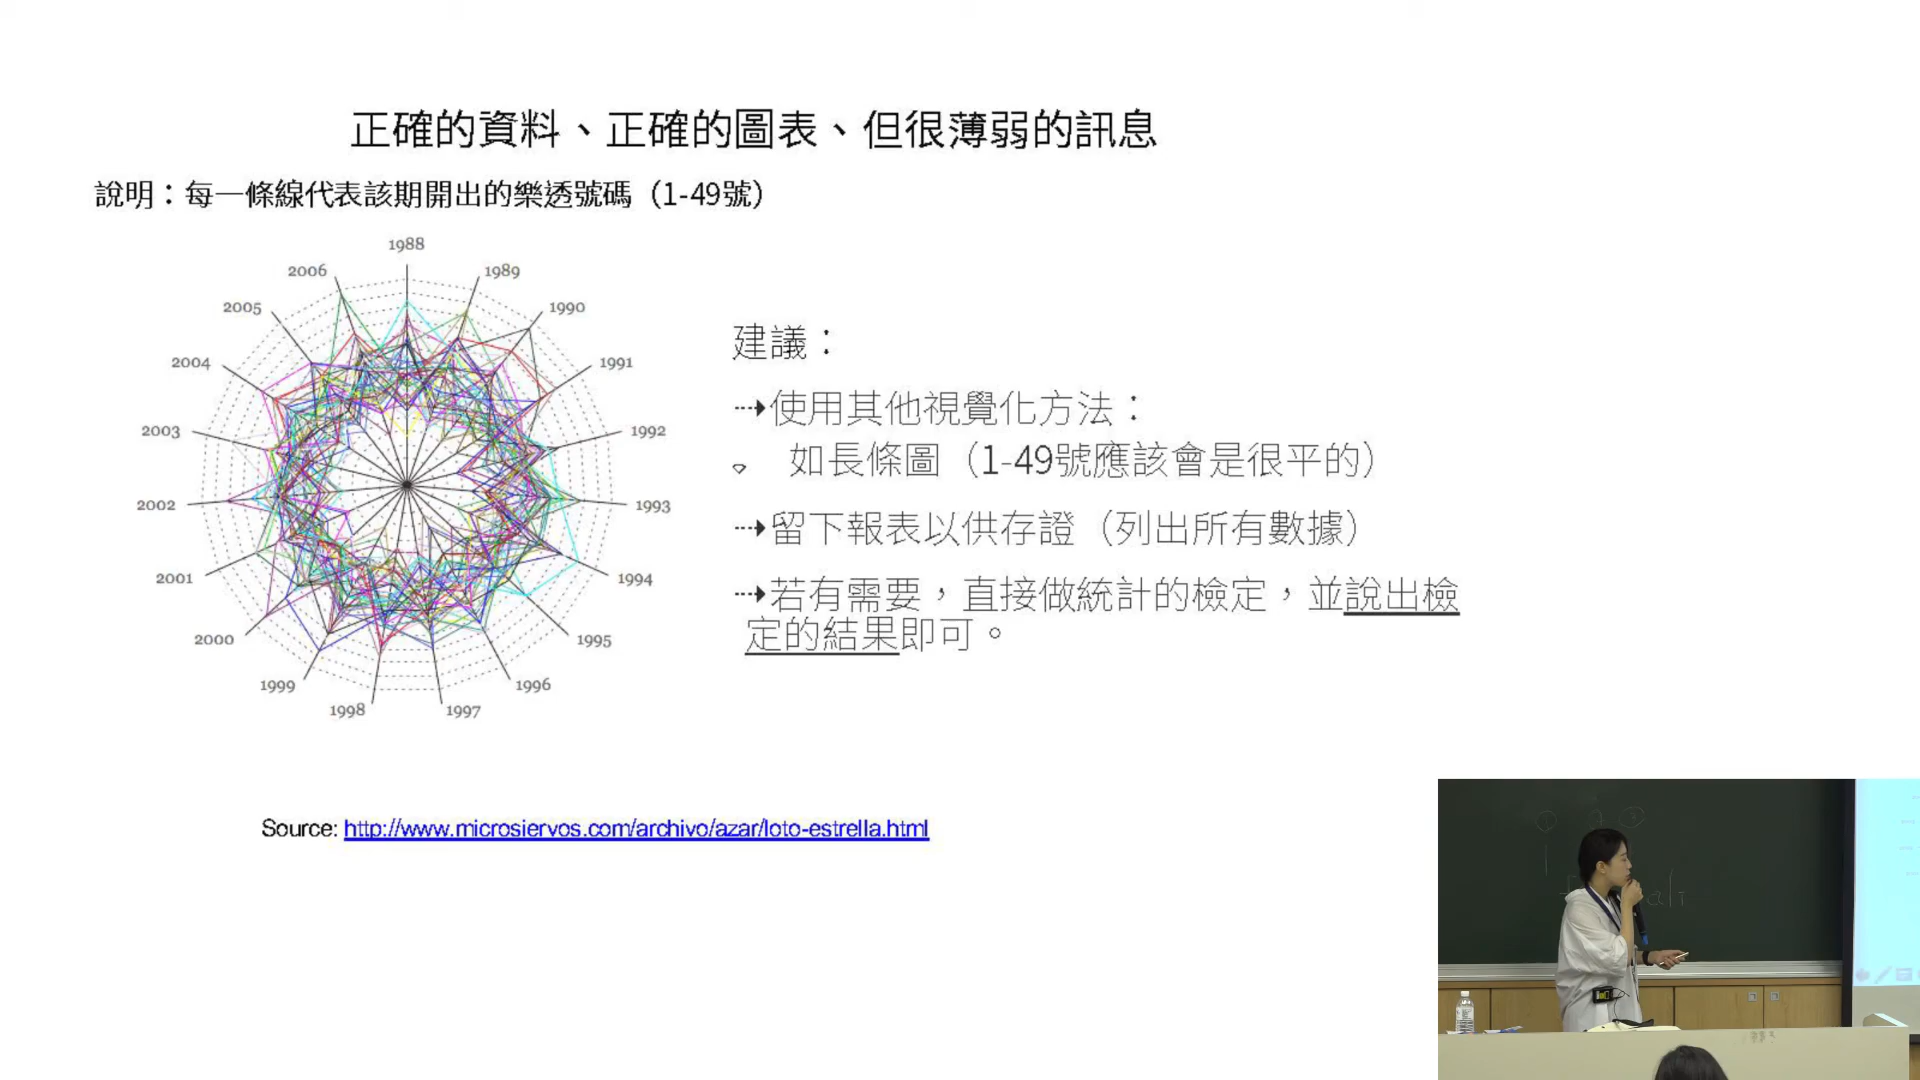 正確的資料、正確的圖表、但很薄弱的訊息
說明：每一條線代表該期開出的樂透號碼（1-49號）
1988
1989
1990
1991
1992
1993
1994
1995
1996
1997
1998
1999
2000
2001
2002
2003
2004
2005
2006
建議：
使用其他視覺化方法：
如長條圖（1-49號應該會是很平的）
留下報表以供存證（列出所有數據）
若有需要，直接做統計的檢定，並說出檢
定的結果即可。
Source: http://www.microsiervos.com/archivo/azar/loto-estrella.html